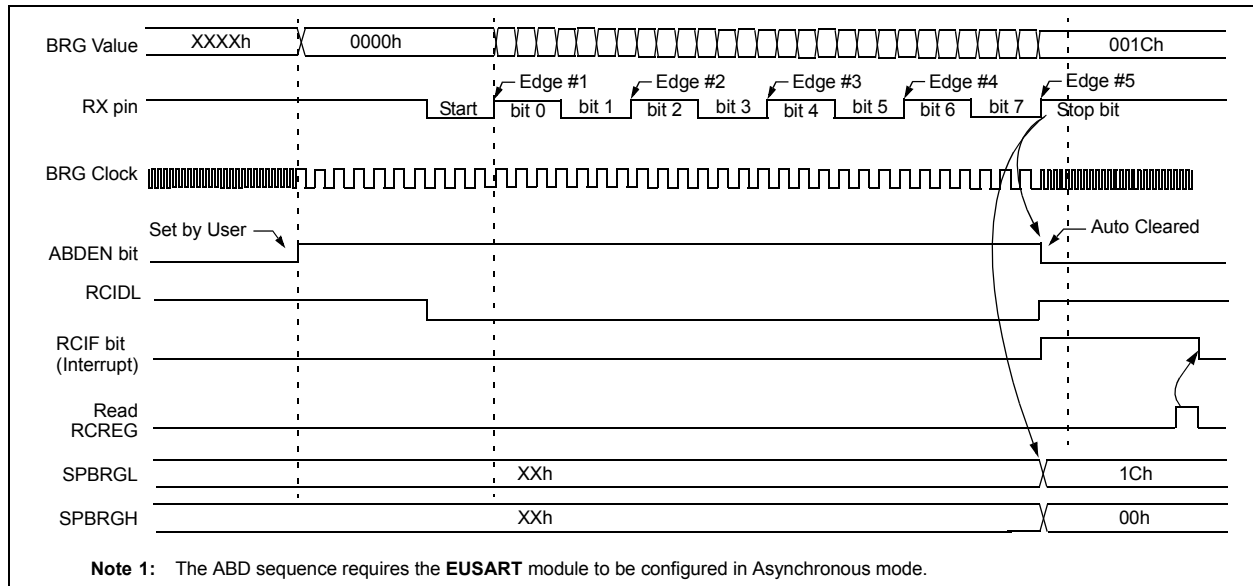 BRG Value XXXXh 0000h 001Ch
Edge #1 Edge #2 Edge #3 Edge #4 Edge #5
RX pin Start bit 0 bit 1 bit 2 bit 3 bit 4 bit 5 bit 6 bit 7 Stop bit
BRG Clock
Set by User Auto Cleared
ABDEN bit
RCIDL
RCIF bit
(Interrupt)
Read
RCREG
SPBRGL XXh 1Ch
SPBRGH XXh 00h
Note 1: The ABD sequence requires the EUSART module to be configured in Asynchronous mode.